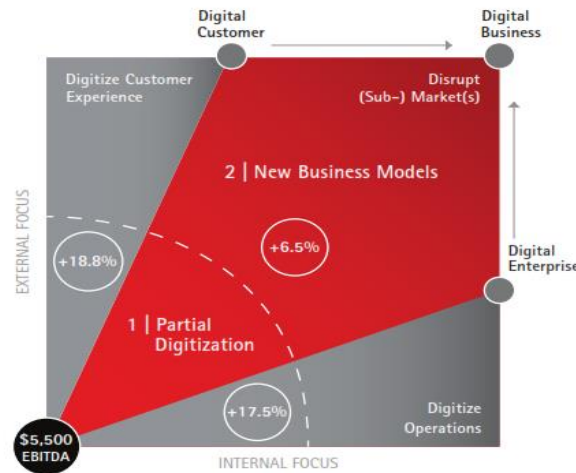 Digital
Customer
Digital
Business
Digitize Customer
Experience
Disrupt
(Sub-) Market(s)
2 | New Business Models
EXTERNAL FOCUS
+18.8%
+6.5%
Digital
Enterprise
1 | Partial
Digitization
+17.5%
Digitize
Operations
$5,500
EBITDA
INTERNAL FOCUS